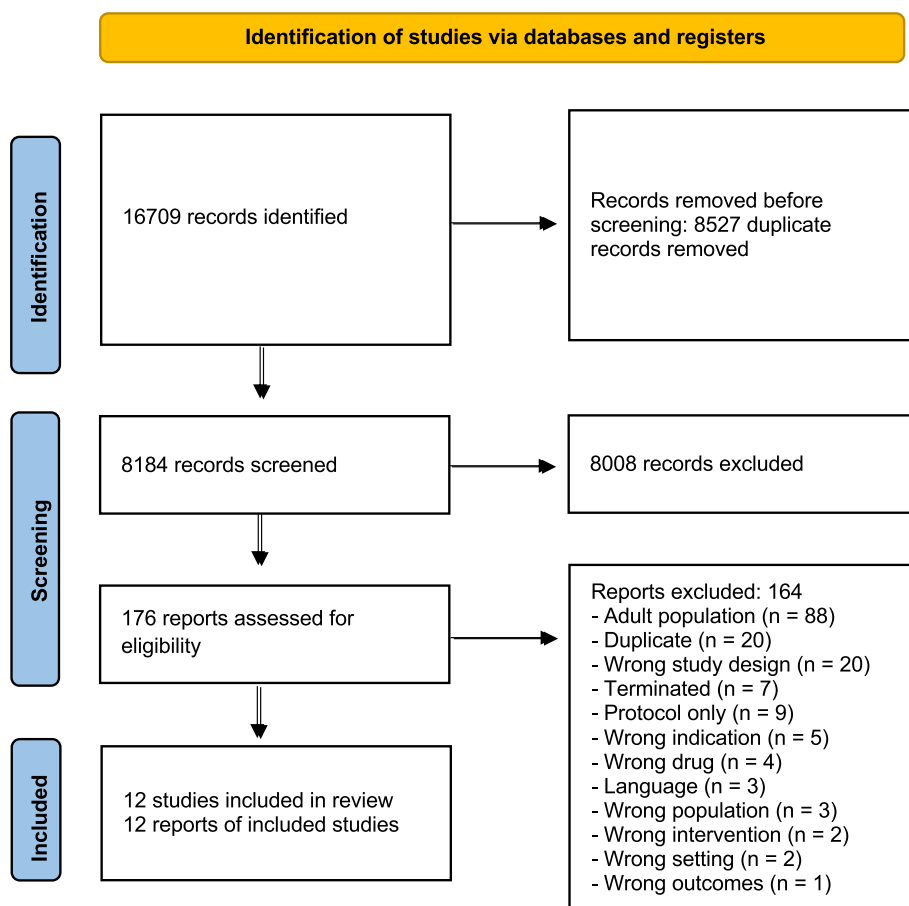 Identification of studies via databases and registers
Identification
16709 records identified
Records removed before
screening: 8527 duplicate
records removed
Screening
8184 records screened
8008 records excluded
176 reports assessed for
eligibility
Reports excluded: 164
- Adult population (n = 88)
- Duplicate (n = 20)
- Wrong study design (n = 20)
- Terminated (n = 7)
- Protocol only (n = 9)
- Wrong indication (n = 5)
- Wrong drug (n = 4)
- Language (n = 3)
- Wrong population (n = 3)
- Wrong intervention (n = 2)
- Wrong setting (n = 2)
- Wrong outcomes (n = 1)
Included
12 studies included in review
12 reports of included studies